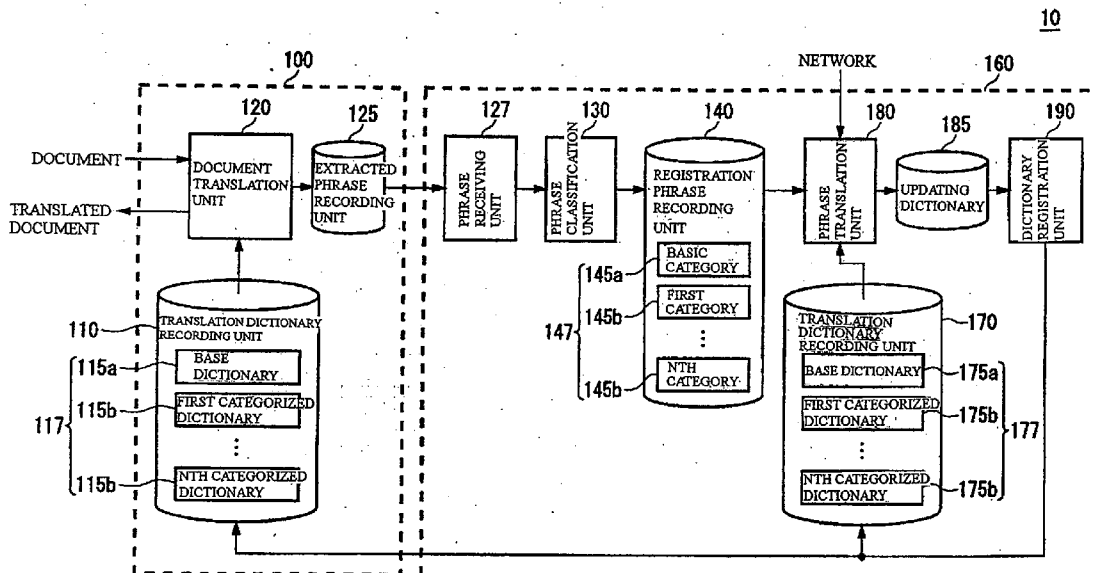 10
100
NETWORK
160
120
125
127
130
140
180
185
190
DOCUMENT
TRANSLATED
DOCUMENT
DOCUMENT
TRANSLATION
UNIT
EXTRACTED
PHRASE
RECORDING
UNIT
PHRASE
RECEIVING
UNIT
PHRASE
CLASSIFICATION
UNIT
REGISTRATION
PHRASE
RECORDING
UNIT
147
145a
BASIC
CATEGORY
145b
FIRST
CATEGORY
⋮
145b
NTH
CATEGORY
PHRASE
TRANSLATION
UNIT
UPDATING
DICTIONARY
DICTIONARY
REGISTRATION
UNIT
110
TRANSLATION DICTIONARY
RECORDING UNIT
117
115a
BASE
DICTIONARY
115b
FIRST CATEGORIZED
DICTIONARY
⋮
115b
NTH CATEGORIZED
DICTIONARY
170
TRANSLATION
DICTIONARY
RECORDING UNIT
BASE DICTIONARY
175a
FIRST CATEGORIZED
DICTIONARY
175b
⋮
NTH CATEGORIZED
DICTIONARY
175b
177